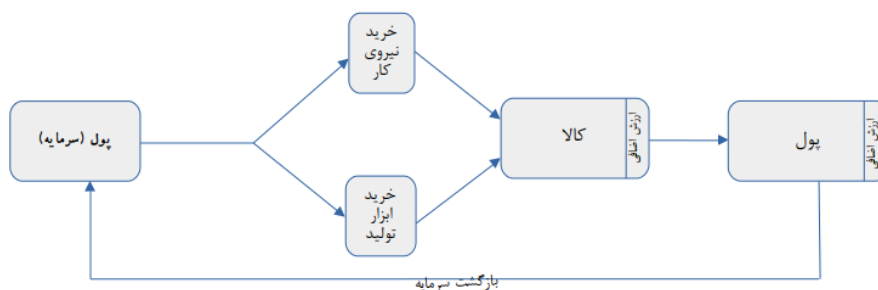 پول (سرمایه)
خرید
نیروی
کار
خرید
ابزار
تولید
کالا
ارزش اضافی
پول
ارزش اضافی
بازگشت سرمایه